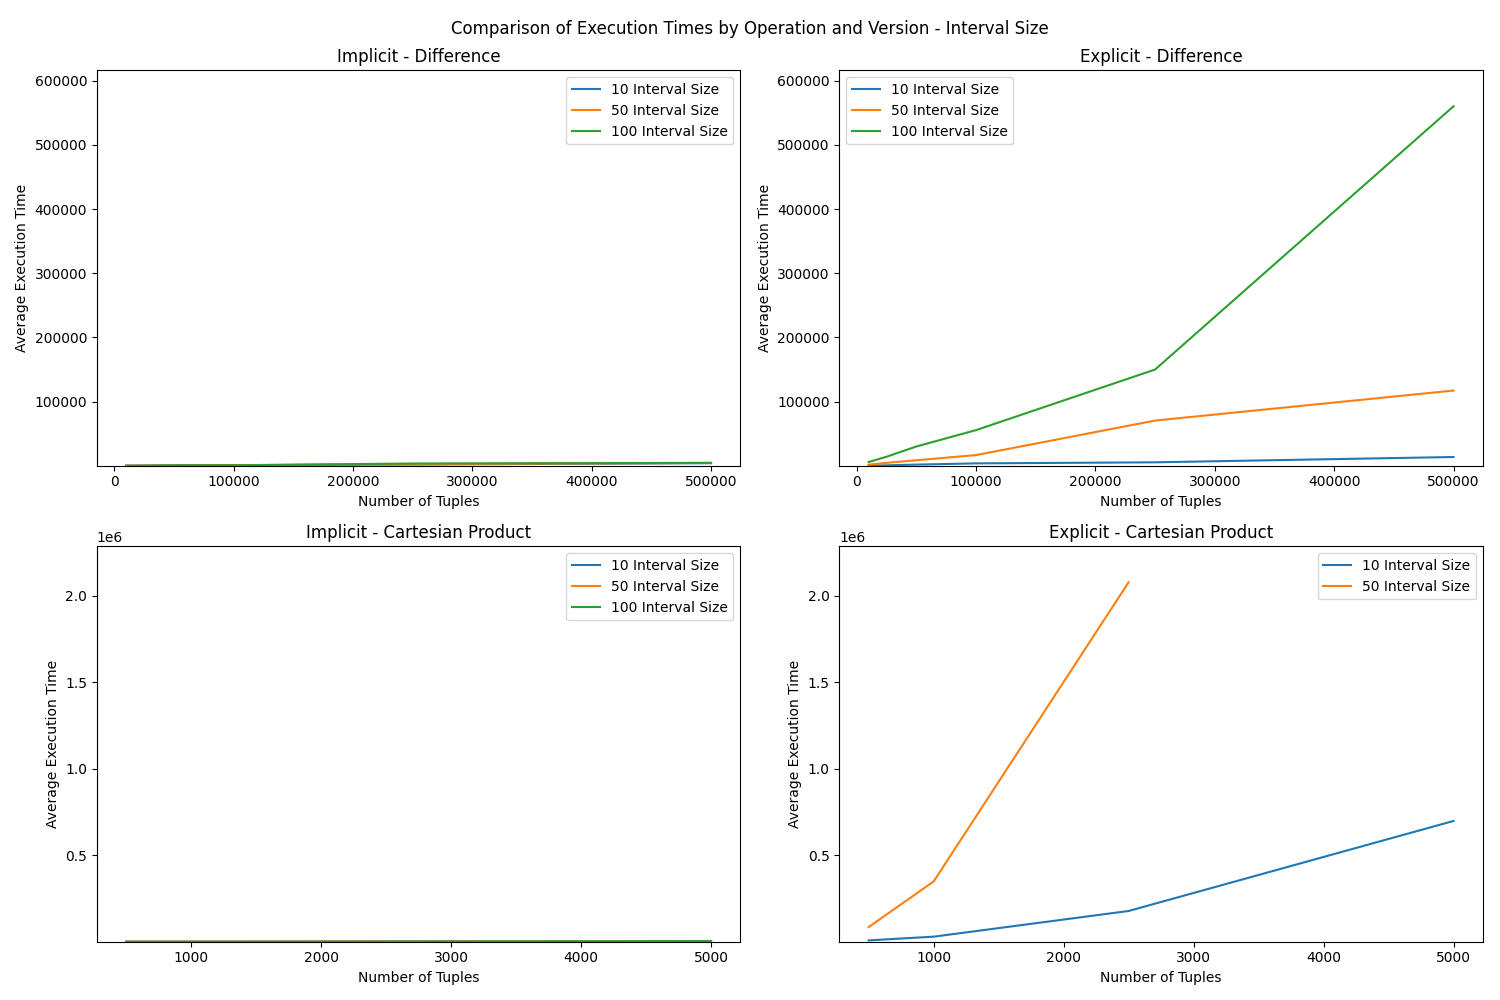 Comparison of Execution Times by Operation and Version - Interval Size
Implicit - Difference
600000
500000
400000
300000
200000
100000
Average Execution Time
10 Interval Size
50 Interval Size
100 Interval Size
0 100000 200000 300000 400000 500000
Number of Tuples
Explicit - Difference
600000
500000
400000
300000
200000
100000
Average Execution Time
10 Interval Size
50 Interval Size
100 Interval Size
0 100000 200000 300000 400000 500000
Number of Tuples
Implicit - Cartesian Product
1e6
2.0
1.5
1.0
0.5
Average Execution Time
10 Interval Size
50 Interval Size
100 Interval Size
1000 2000 3000 4000 5000
Number of Tuples
Explicit - Cartesian Product
1e6
2.0
1.5
1.0
0.5
Average Execution Time
10 Interval Size
50 Interval Size
1000 2000 3000 4000 5000
Number of Tuples